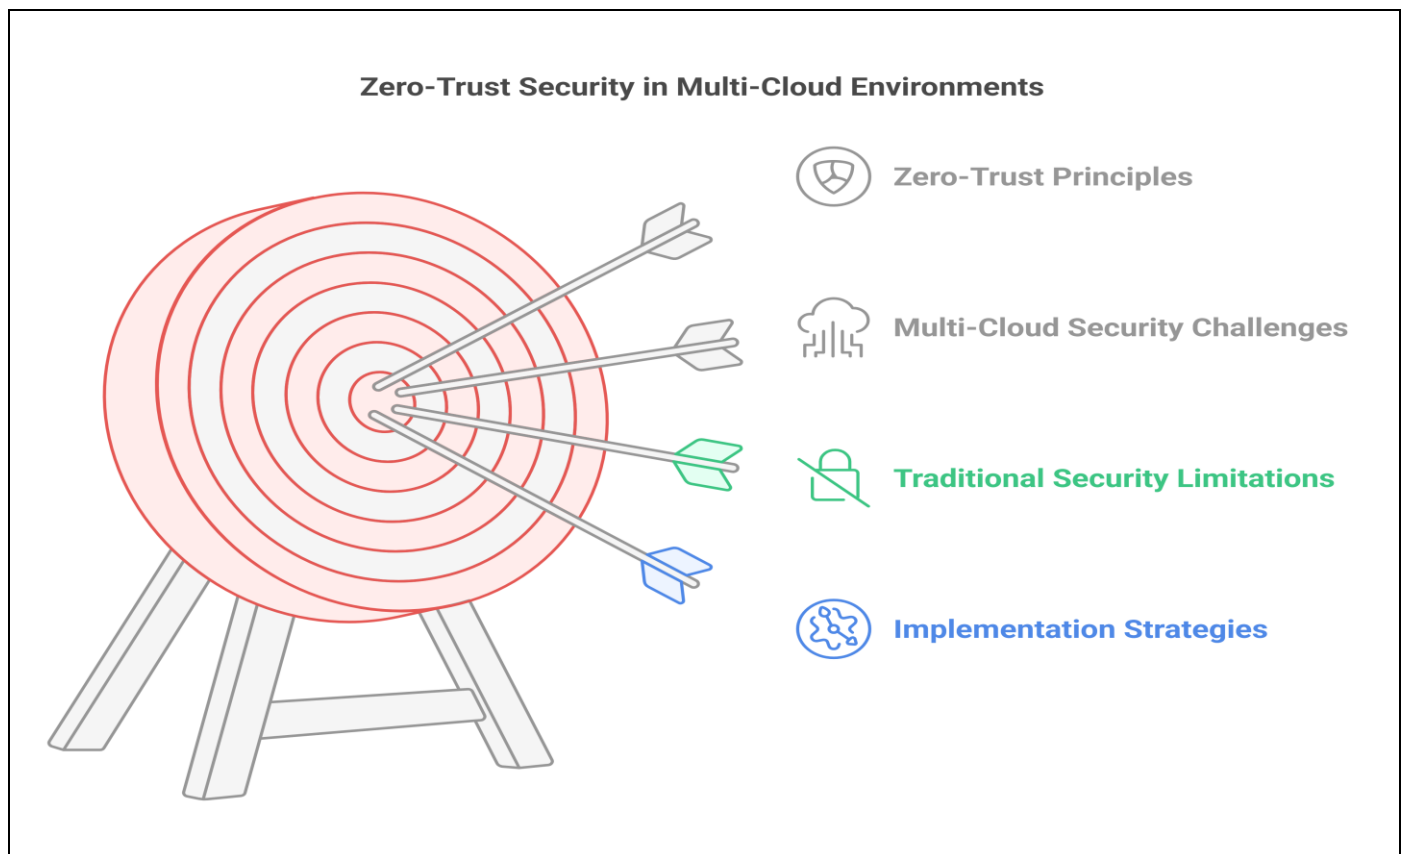 Zero-Trust Security in Multi-Cloud Environments
Zero-Trust Principles
Multi-Cloud Security Challenges
Traditional Security Limitations
Implementation Strategies